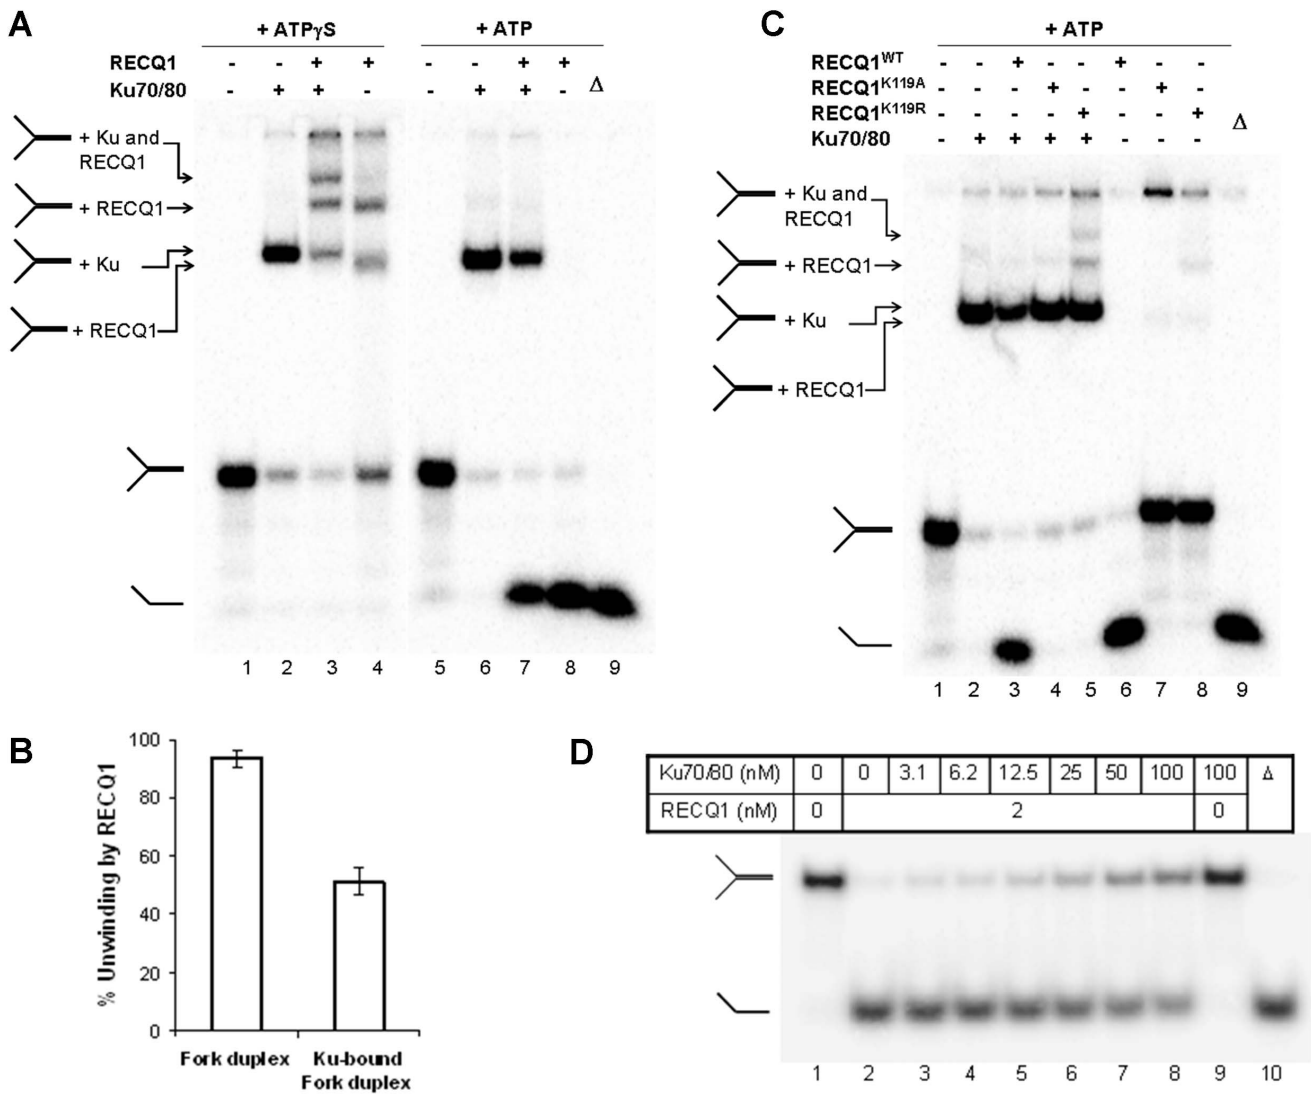 A
+ ATPγS
+ ATP
RECQ1 - - + + - - + +
Ku70/80 - + + - - + + - Δ
+ Ku and
RECQ1
+ RECQ1
+ Ku
+ RECQ1
1 2 3 4 5 6 7 8 9
B
% Unwinding by RECQ1
100
80
60
40
20
0
Fork duplex
Ku-bound
Fork duplex
C
+ ATP
RECQ1WT - - + - - + - -
RECQ1K119A - - - + - - + -
RECQ1K119R - - - - + - - + Δ
Ku70/80 - + + + + - - -
+ Ku and
RECQ1
+ RECQ1
+ Ku
+ RECQ1
1 2 3 4 5 6 7 8 9
D
Ku70/80 (nM) 0 0 3.1 6.2 12.5 25 50 100 100 Δ
RECQ1 (nM) 0 2 0
1 2 3 4 5 6 7 8 9 10